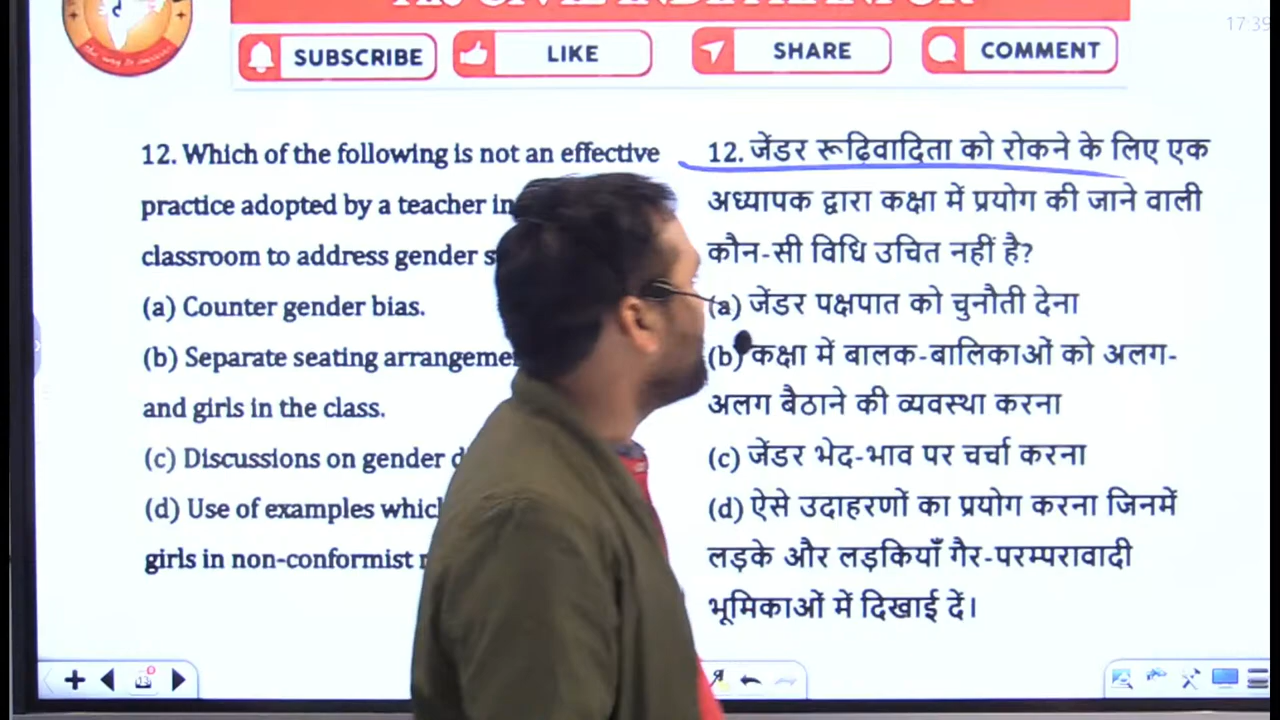 17:39
SUBSCRIBE
LIKE
SHARE
COMMENT
12. Which of the following is not an effective
practice adopted by a teacher in
classroom to address gender
(a) Counter gender bias.
(b) Separate seating
and girls in the class.
(c) Discussions on gender
(d) Use of examples
girls in non-conformist
12. जेंडर रूढ़िवादिता को रोकने के लिए एक
अध्यापक द्वारा कक्षा में प्रयोग की जाने वाली
कौन-सी विधि उचित नहीं है?
(a) जेंडर पक्षपात को चुनौती देना
(b) कक्षा में बालक-बालिकाओं को अलग-
अलग बैठाने की व्यवस्था करना
(c) जेंडर भेद-भाव पर चर्चा करना
(d) ऐसे उदाहरणों का प्रयोग करना जिनमें
लड़के और लड़कियाँ गैर-परम्परावादी
भूमिकाओं में दिखाई दें।